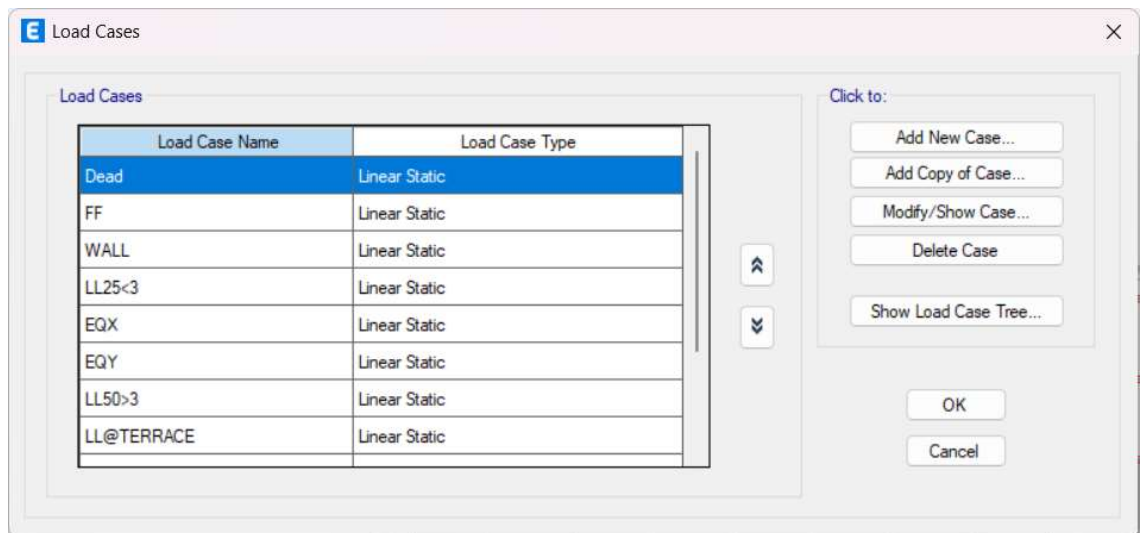 Load Cases
Load Cases
Load Case Name Load Case Type
Dead Linear Static
FF Linear Static
WALL Linear Static
LL25<3 Linear Static
EQX Linear Static
EQY Linear Static
LL50>3 Linear Static
LL@TERRACE Linear Static
Click to:
Add New Case...
Add Copy of Case...
Modify/Show Case...
Delete Case
Show Load Case Tree...
OK
Cancel